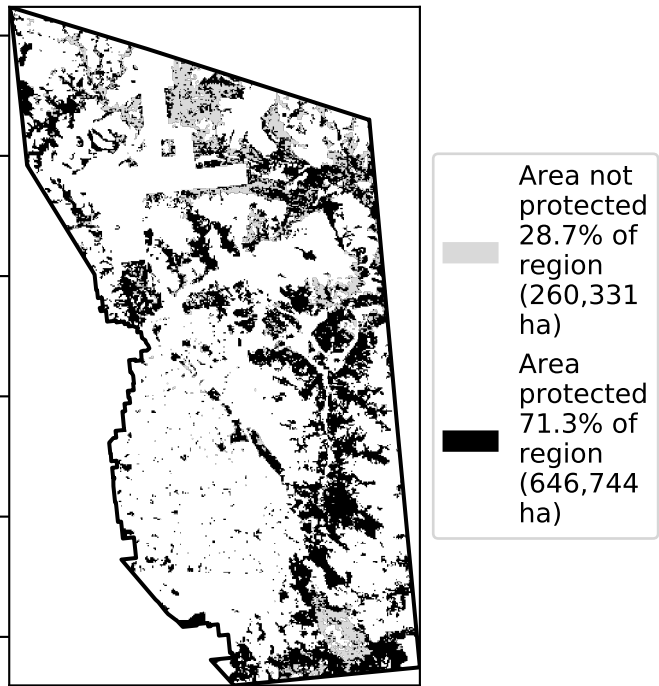 Area not
protected
28.7% of
region
(260,331
ha)
Area
protected
71.3% of
region
(646,744
ha)